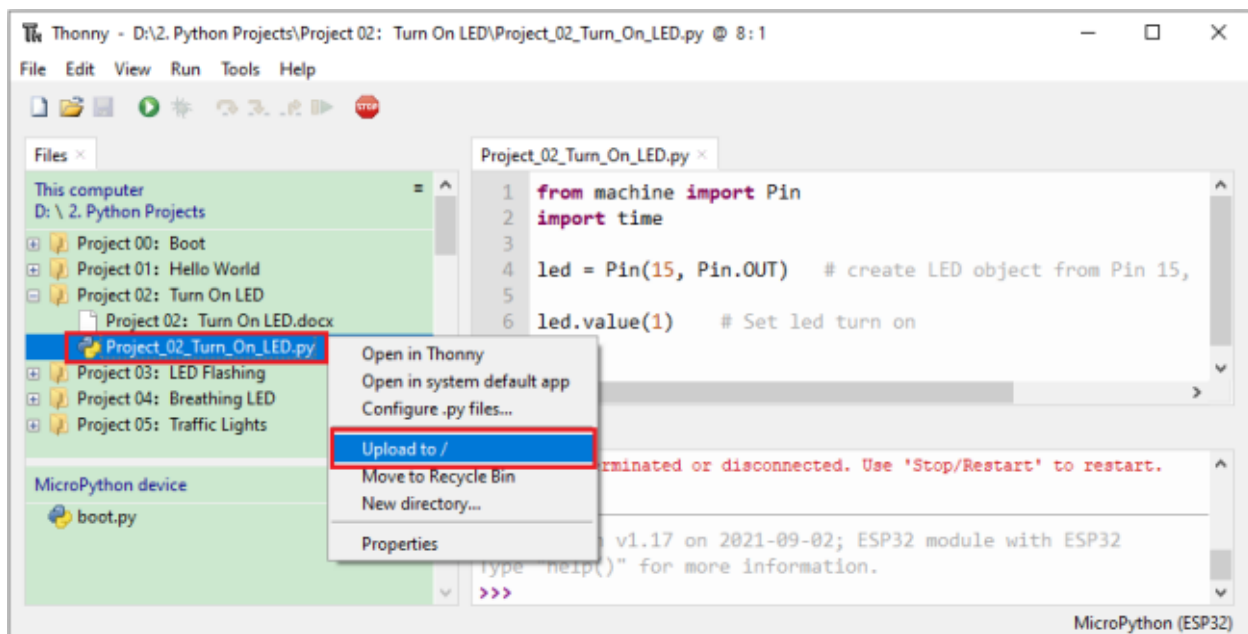 Thonny - D:\2. Python Projects\Project 02: Turn On LED\Project_02_Turn_On_LED.py @ 8:1
File Edit View Run Tools Help
STOP
Files ×
This computer
D: \ 2. Python Projects
Project 00: Boot
Project 01: Hello World
Project 02: Turn On LED
Project 02: Turn On LED.docx
Project_02_Turn_On_LED.py
Project 03: LED Flashing
Project 04: Breathing LED
Project 05: Traffic Lights
MicroPython device
boot.py
Open in Thonny
Open in system default app
Configure .py files...
Upload to /
Move to Recycle Bin
New directory...
Properties
Project_02_Turn_On_LED.py ×
1 from machine import Pin
2 import time
3
4 led = Pin(15, Pin.OUT) # create LED object from Pin 15,
5
6 led.value(1) # Set led turn on
rminated or disconnected. Use 'Stop/Restart' to restart.
v1.17 on 2021-09-02; ESP32 module with ESP32
Type "help()" for more information.
>>>
MicroPython (ESP32)